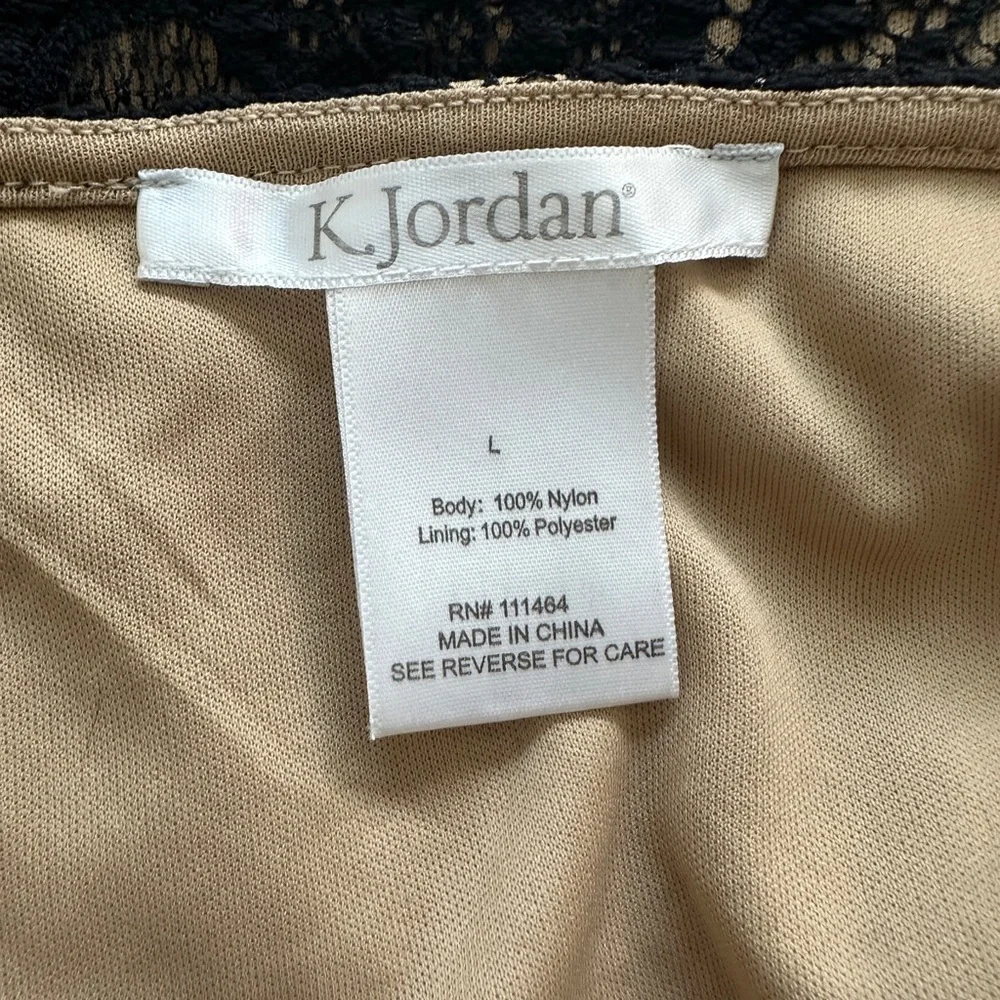 K. Jordan®
L
Body: 100% Nylon
Lining: 100% Polyester
RN# 111464
MADE IN CHINA
SEE REVERSE FOR CARE